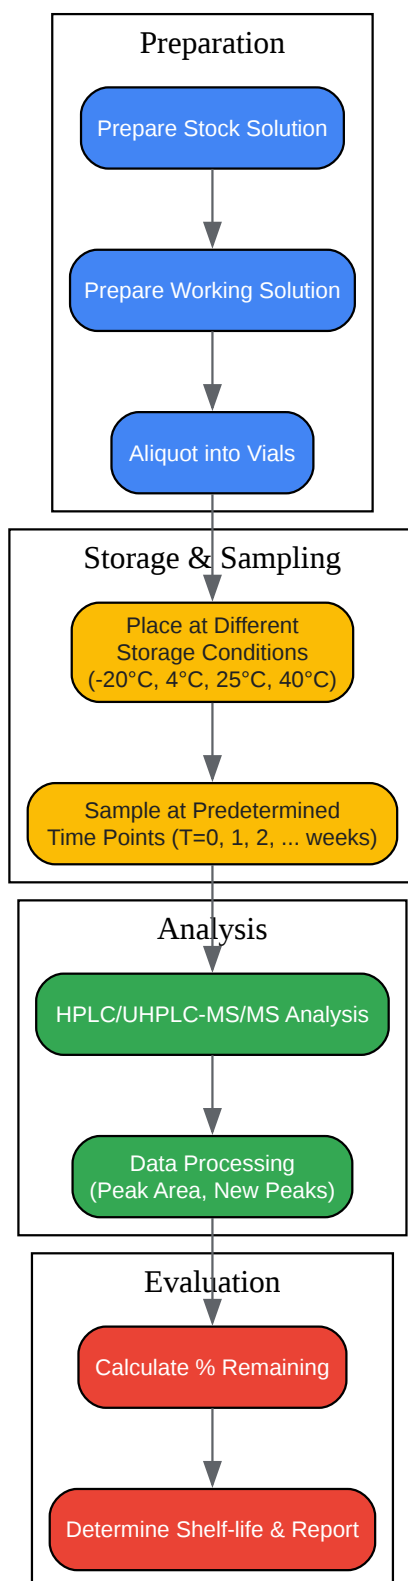 Preparation
Prepare Stock Solution
Prepare Working Solution
Aliquot into Vials
Storage & Sampling
Place at Different
Storage Conditions
(-20°C, 4°C, 25°C, 40°C)
Sample at Predetermined
Time Points (T=0, 1, 2, ... weeks)
Analysis
HPLC/UHPLC-MS/MS Analysis
Data Processing
(Peak Area, New Peaks)
Evaluation
Calculate % Remaining
Determine Shelf-life & Report